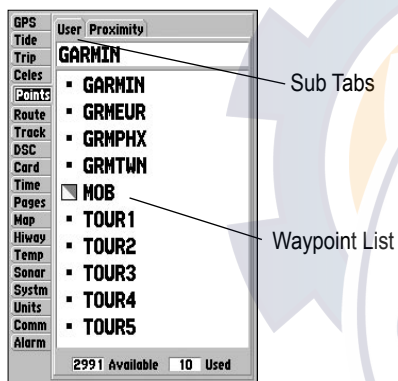 GPS
Tide
Trip
Celes
Points
Route
Track
DSC
Card
Time
Pages
Map
Hiway
Temp
Sonar
Systm
Units
Comm
Alarm
User Proximity
GARMIN
GARMIN
GRMEUR
GRMPHX
GRMTWN
MOB
TOUR1
TOUR2
TOUR3
TOUR4
TOUR5
2991 Available 10 Used
Sub Tabs
Waypoint List